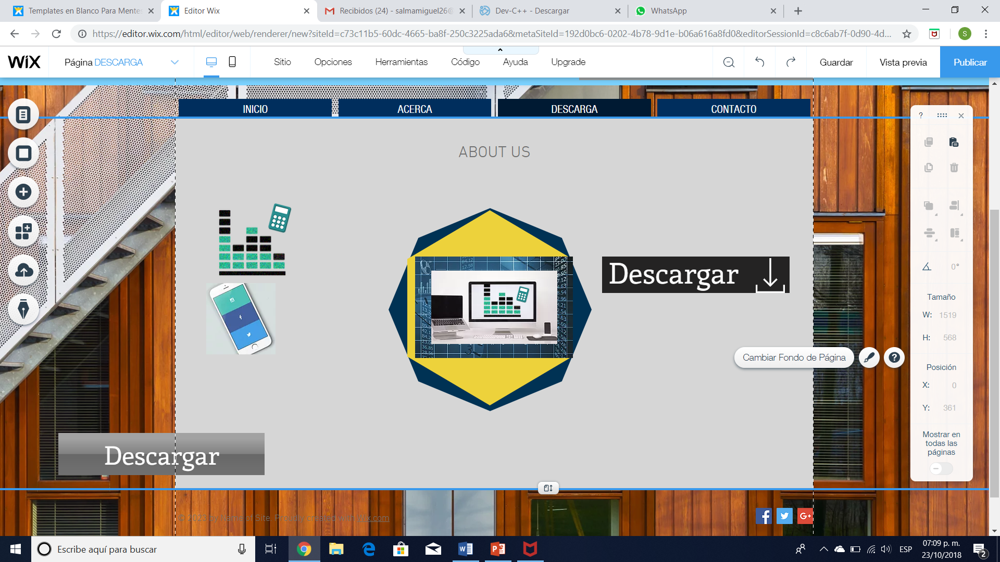 Templates en Blanco Para Mente
Editor Wix
Recibidos (24) - salmamiguel26@
Dev-C++ - Descargar
WhatsApp
https://editor.wix.com/html/editor/web/renderer/new?siteId=c73c11b5-60dc-4665-ba8f-250c3225ada6&metaSiteId=192d0bc6-0202-4b78-9d1e-b06a616a8fd0&editorSessionId=c8c6ab7f-0d90-4d...
S
WiX
Página DESCARGA
Sitio
Opciones
Herramientas
Código
Ayuda
Upgrade
Guardar
Vista previa
Publicar
INICIO
ACERCA
DESCARGA
CONTACTO
ABOUT US
Descargar
Descargar
Cambiar Fondo de Página
?
?
0°
Tamaño
W: 1519
H: 568
Posición
X: 0
Y: 361
Mostrar en
todas las
páginas
© 2023 by Name of Site. Proudly created with Wix.com
f
G+
Escribe aquí para buscar
ESP
07:09 p. m.
23/10/2018
2